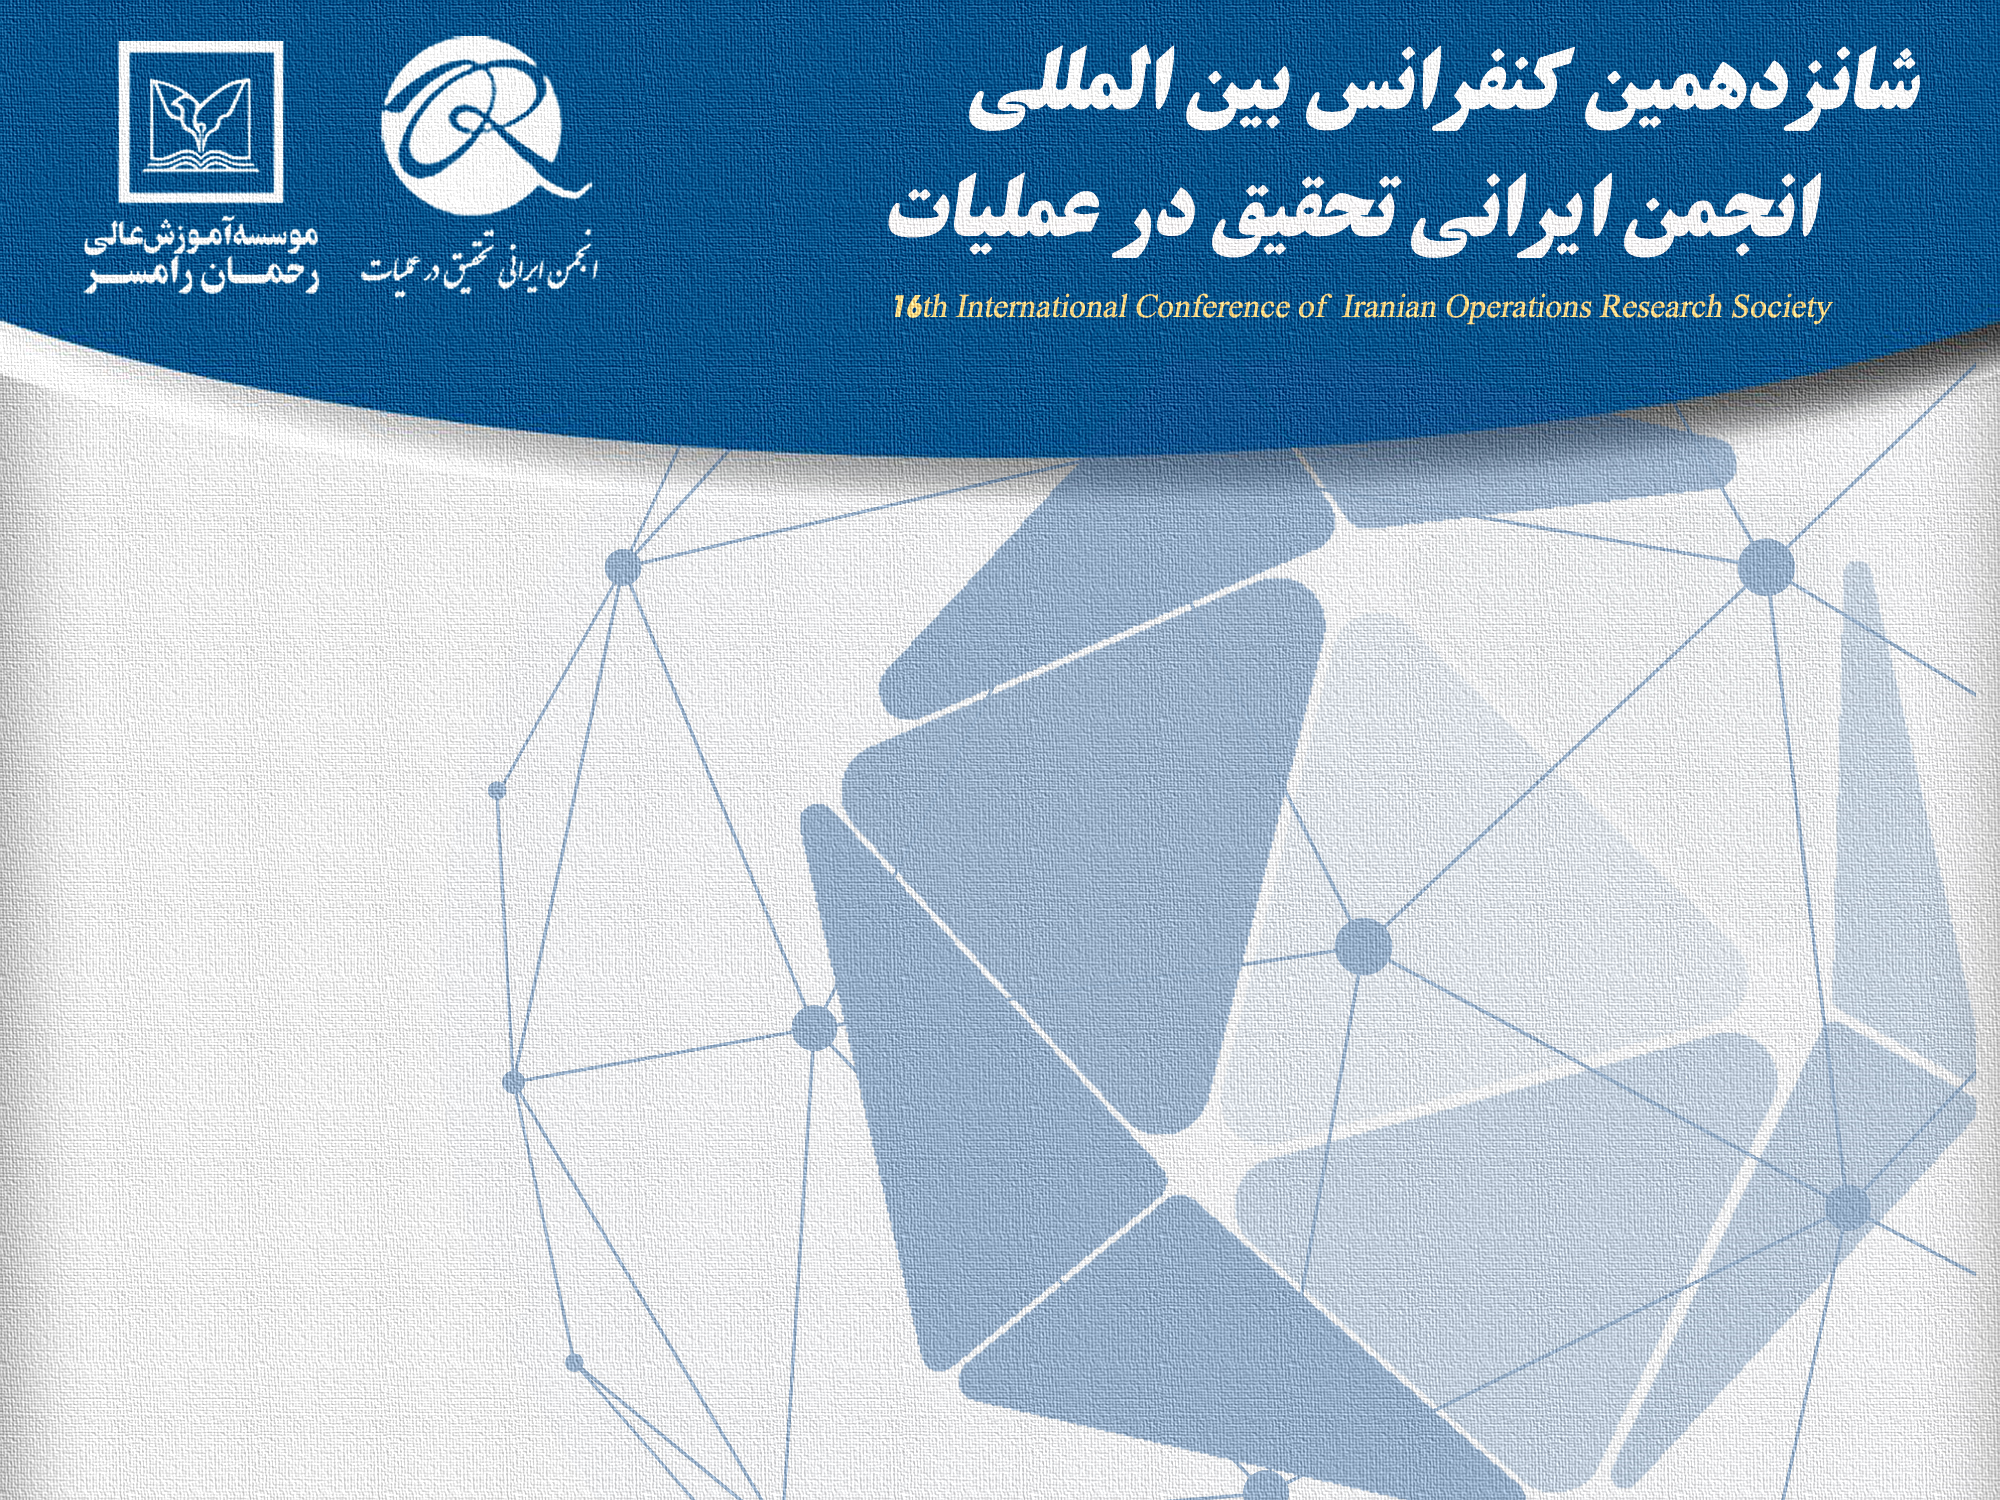 شانزدهمین کنفرانس بین المللی
انجمن ایرانی تحقیق در عملیات
16th International Conference of Iranian Operations Research Society
انجمن ایرانی تحقیق در عملیات
موسسه آموزش عالی
رحمان رامسر